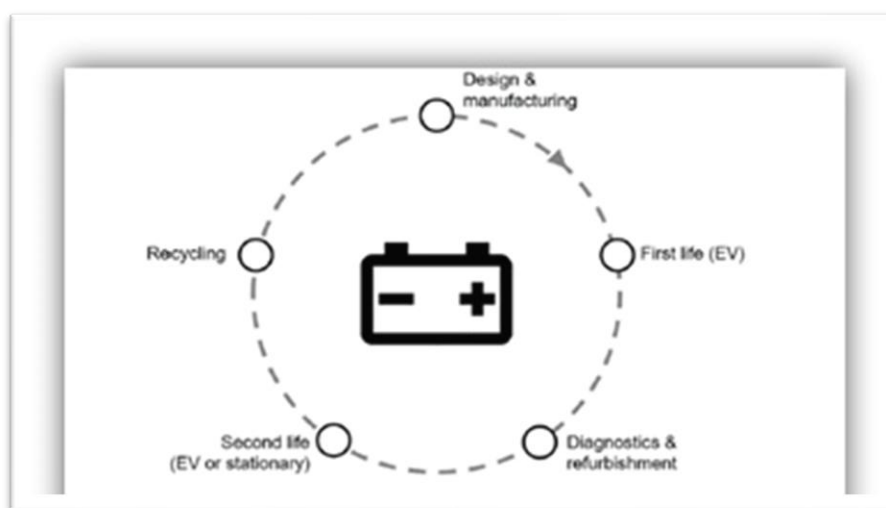 Design &
manufacturing
First life (EV)
Diagnostics &
refurbishment
Second life
(EV or stationary)
Recycling